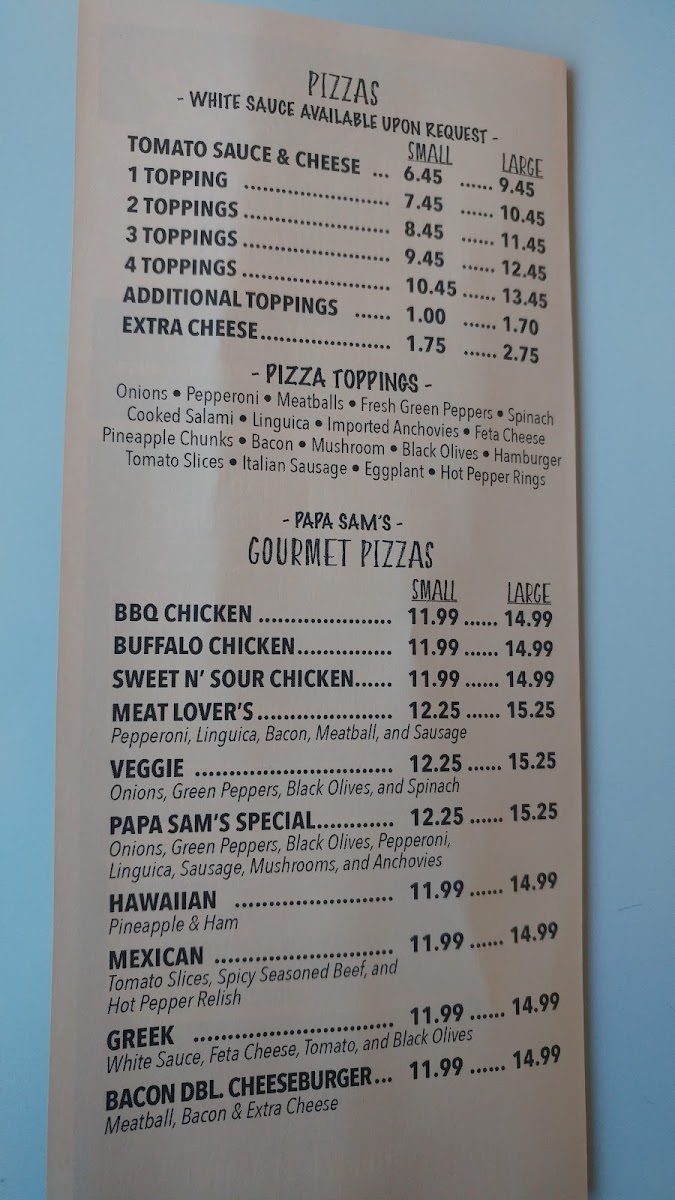 PIZZAS
- WHITE SAUCE AVAILABLE UPON REQUEST -
SMALL LARGE
TOMATO SAUCE & CHEESE ... 6.45 ...... 9.45
1 TOPPING ........................ 7.45 ...... 10.45
2 TOPPINGS ........................ 8.45 ...... 11.45
3 TOPPINGS ........................ 9.45 ...... 12.45
4 TOPPINGS ........................ 10.45 ...... 13.45
ADDITIONAL TOPPINGS ...... 1.00 ...... 1.70
EXTRA CHEESE ...................... 1.75 ...... 2.75
- PIZZA TOPPINGS -
Onions • Pepperoni • Meatballs • Fresh Green Peppers • Spinach
Cooked Salami • Linguica • Imported Anchovies • Feta Cheese
Pineapple Chunks • Bacon • Mushroom • Black Olives • Hamburger
Tomato Slices • Italian Sausage • Eggplant • Hot Pepper Rings
- PAPA SAM'S -
GOURMET PIZZAS
SMALL LARGE
BBQ CHICKEN ...................... 11.99 ...... 14.99
BUFFALO CHICKEN................ 11.99 ...... 14.99
SWEET N' SOUR CHICKEN...... 11.99 ...... 14.99
MEAT LOVER'S ...................... 12.25 ...... 15.25
Pepperoni, Linguica, Bacon, Meatball, and Sausage
VEGGIE ................................ 12.25 ...... 15.25
Onions, Green Peppers, Black Olives, and Spinach
PAPA SAM'S SPECIAL............ 12.25 ...... 15.25
Onions, Green Peppers, Black Olives, Pepperoni,
Linguica, Sausage, Mushrooms, and Anchovies
HAWAIIAN .......................... 11.99 ...... 14.99
Pineapple & Ham
MEXICAN ............................. 11.99 ...... 14.99
Tomato Slices, Spicy Seasoned Beef, and
Hot Pepper Relish
GREEK ................................ 11.99 ...... 14.99
White Sauce, Feta Cheese, Tomato, and Black Olives
BACON DBL. CHEESEBURGER... 11.99 ...... 14.99
Meatball, Bacon & Extra Cheese